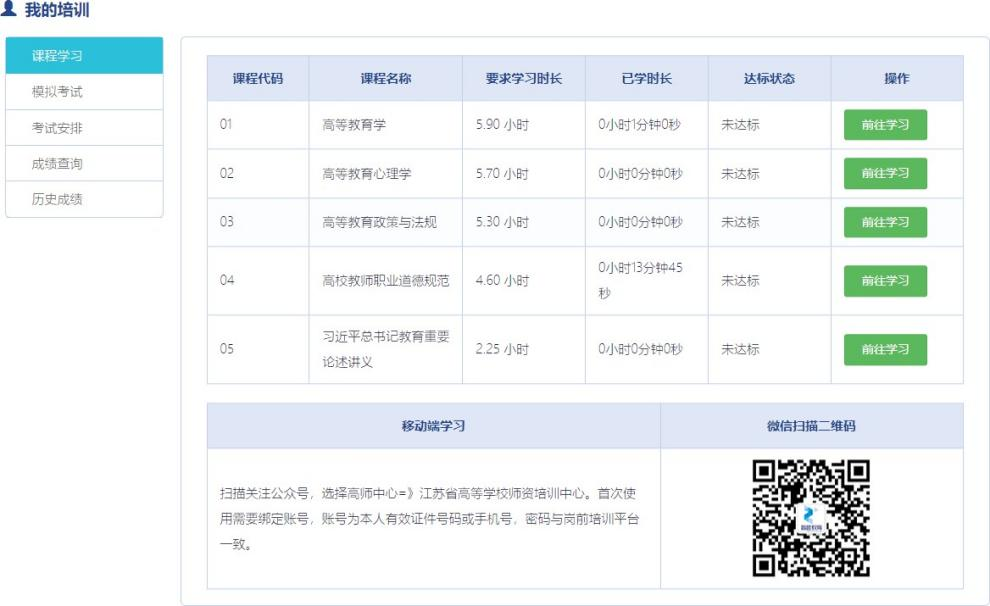 我的培训
课程学习
模拟考试
考试安排
成绩查询
历史成绩
课程代码 课程名称 要求学习时长 已学时长 达标状态 操作
01 高等教育学 5.90 小时 0小时1分钟0秒 未达标 前往学习
02 高等教育心理学 5.70 小时 0小时0分钟0秒 未达标 前往学习
03 高等教育政策与法规 5.30 小时 0小时0分钟0秒 未达标 前往学习
04 高校教师职业道德规范 4.60 小时 0小时13分钟45
秒 未达标 前往学习
05 习近平总书记教育重要
论述讲义 2.25 小时 0小时0分钟0秒 未达标 前往学习
移动端学习 微信扫描二维码
扫描关注公众号，选择高师中心=》江苏省高等学校师资培训中心。首次使
用需要绑定账号，账号为本人有效证件号码或手机号，密码与岗前培训平台
一致。